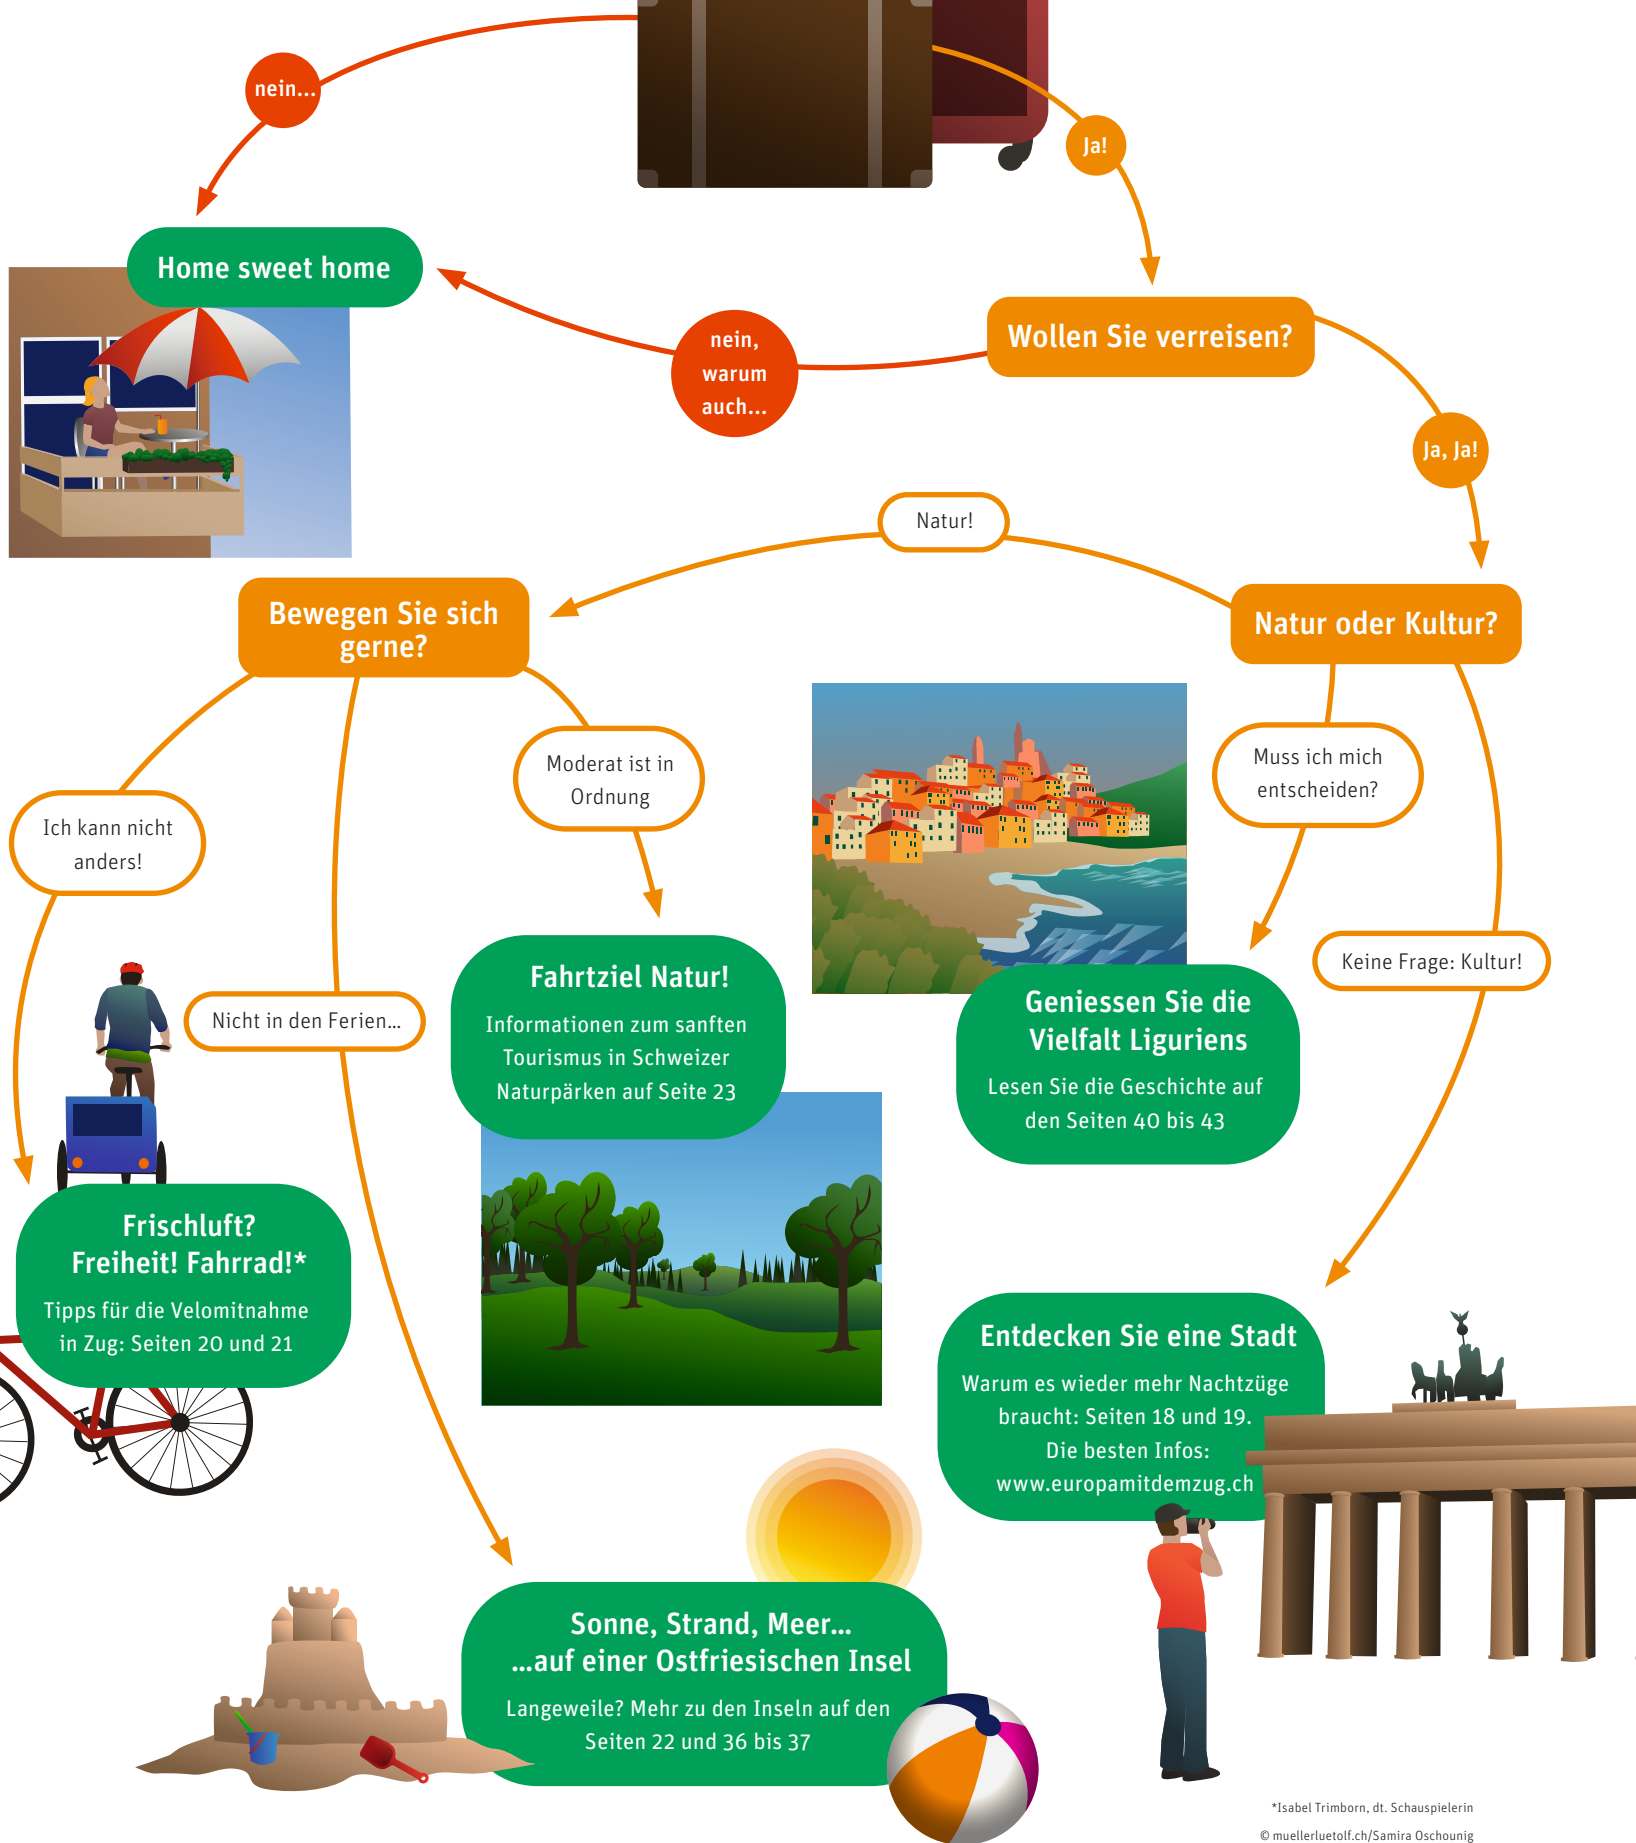 nein...
Ja!
Home sweet home
Wollen Sie verreisen?
nein,
warum
auch...
Ja, Ja!
Natur!
Bewegen Sie sich
gerne?
Natur oder Kultur?
Moderat ist in
Ordnung
Muss ich mich
entscheiden?
Ich kann nicht
anders!
Keine Frage: Kultur!
Nicht in den Ferien...
Fahrtziel Natur!
Informationen zum sanften
Tourismus in Schweizer
Naturpärken auf Seite 23
Geniessen Sie die
Vielfalt Liguriens
Lesen Sie die Geschichte auf
den Seiten 40 bis 43
Frischluft?
Freiheit! Fahrrad!*
Tipps für die Velomitnahme
in Zug: Seiten 20 und 21
Entdecken Sie eine Stadt
Warum es wieder mehr Nachtzüge
braucht: Seiten 18 und 19.
Die besten Infos:
www.europamitdemzug.ch
Sonne, Strand, Meer...
...auf einer Ostfriesischen Insel
Langeweile? Mehr zu den Inseln auf den
Seiten 22 und 36 bis 37
*Isabel Trimborn, dt. Schauspielerin
© muellerluetolf.ch/Samira Oschounig